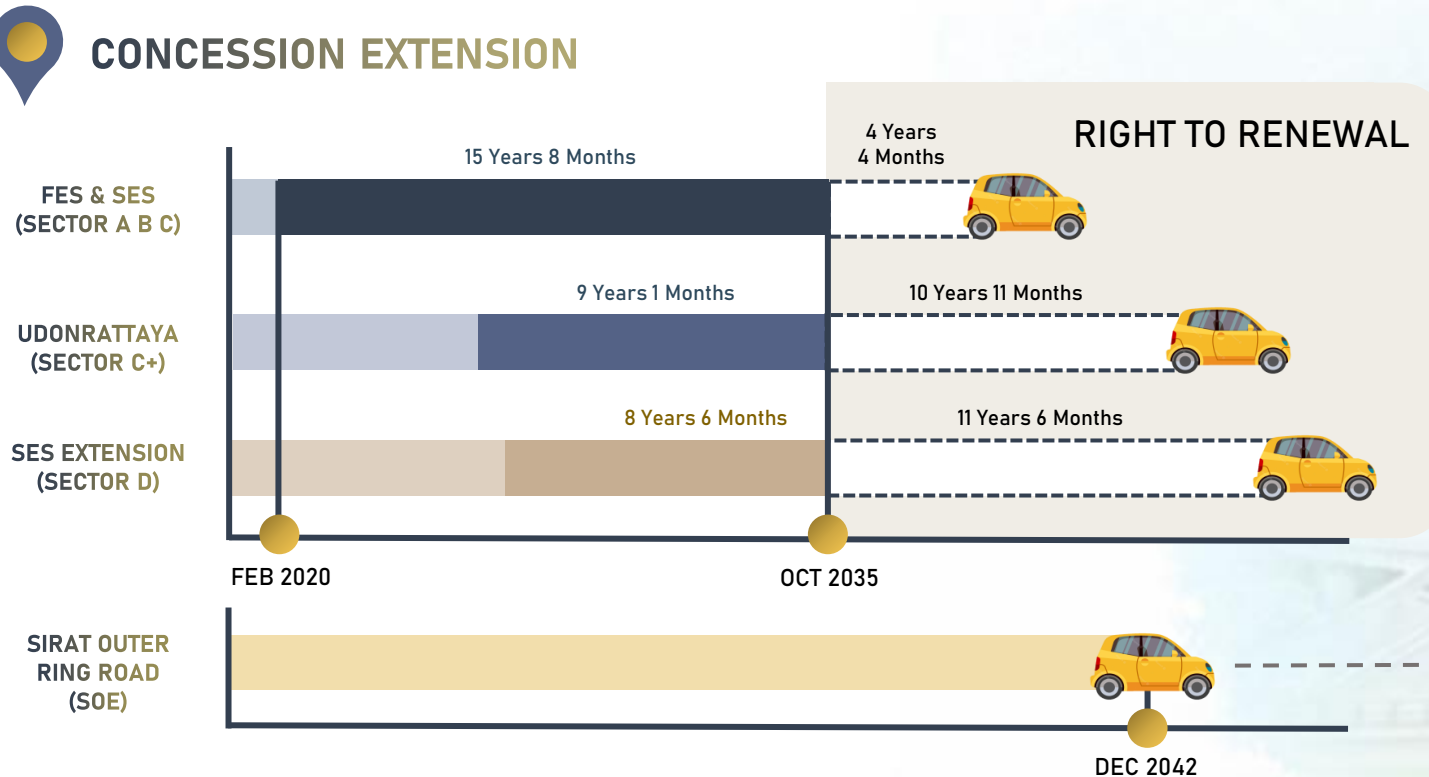 CONCESSION EXTENSION
RIGHT TO RENEWAL
FES & SES
(SECTOR A B C)
15 Years 8 Months
4 Years
4 Months
UDONRATTAYA
(SECTOR C+)
9 Years 1 Months
10 Years 11 Months
SES EXTENSION
(SECTOR D)
8 Years 6 Months
11 Years 6 Months
FEB 2020
OCT 2035
SIRAT OUTER
RING ROAD
(SOE)
DEC 2042